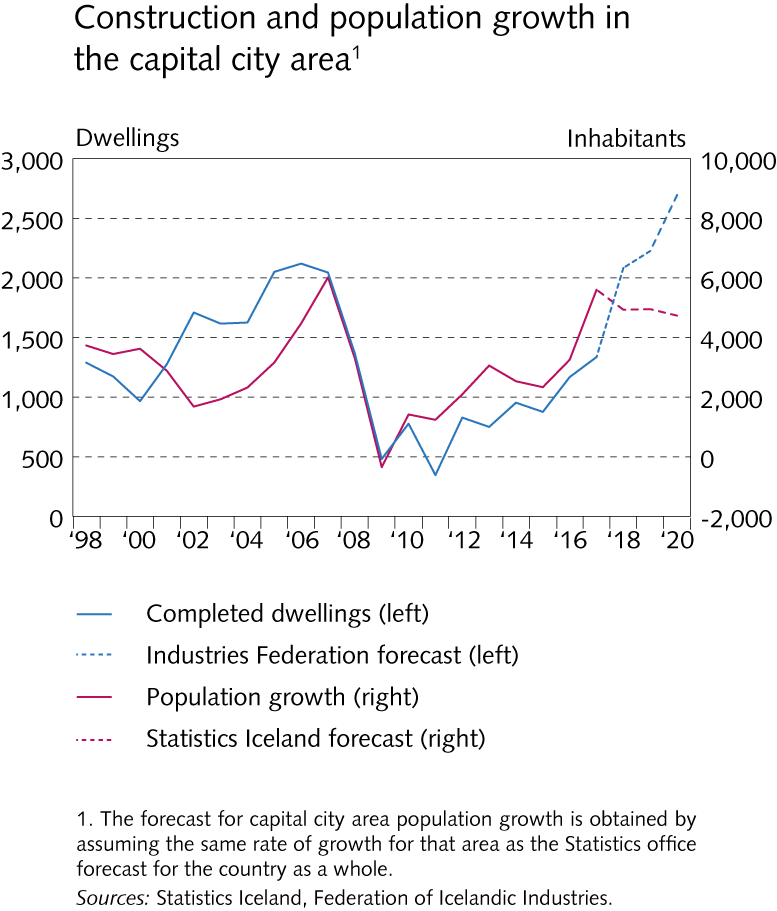 Construction and population growth in
the capital city area¹
Dwellings Inhabitants
3,000 10,000
2,500 8,000
2,000 6,000
1,500 4,000
1,000 2,000
500 0
0 -2,000
‘98 ‘00 ‘02 ‘04 ‘06 ‘08 ‘10 ‘12 ‘14 ‘16 ‘18 ‘20
Completed dwellings (left)
Industries Federation forecast (left)
Population growth (right)
Statistics Iceland forecast (right)
1. The forecast for capital city area population growth is obtained by
assuming the same rate of growth for that area as the Statistics office
forecast for the country as a whole.
Sources: Statistics Iceland, Federation of Icelandic Industries.